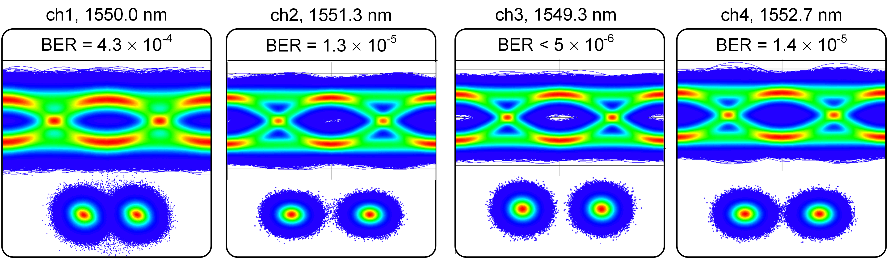 ch1, 1550.0 nm
BER = 4.3 × 10⁻⁴
ch2, 1551.3 nm
BER = 1.3 × 10⁻⁵
ch3, 1549.3 nm
BER < 5 × 10⁻⁶
ch4, 1552.7 nm
BER = 1.4 × 10⁻⁵